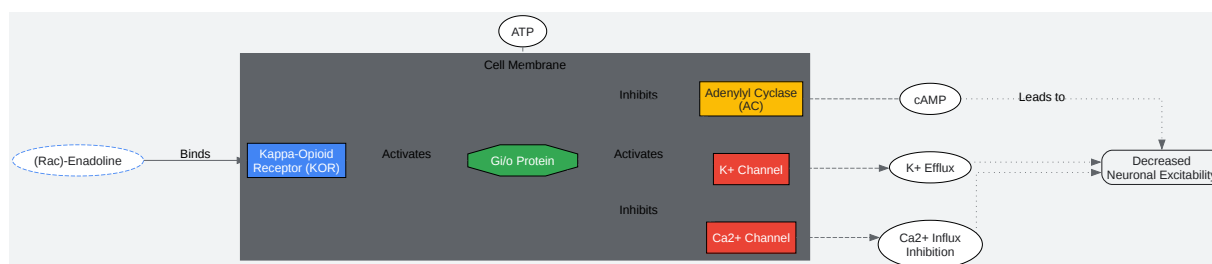 ATP
Cell Membrane
(Rac)-Enadoline
Binds
Kappa-Opioid
Receptor (KOR)
Activates
Gi/o Protein
Inhibits
Adenylyl Cyclase
(AC)
cAMP
Leads to
Activates
K+ Channel
K+ Efflux
Inhibits
Ca2+ Channel
Ca2+ Influx
Inhibition
Decreased
Neuronal Excitability